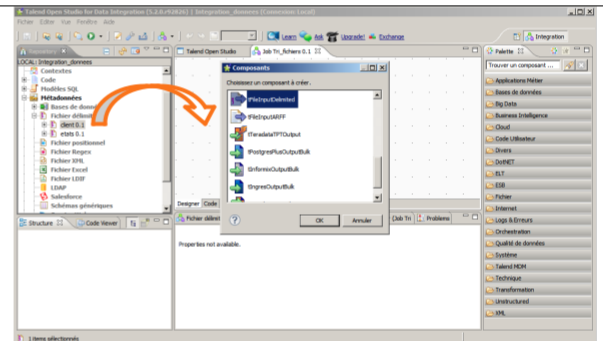 Talend Open Studio for Data Integration (5.2.0.r92826) | Integration_donnees (Connexion: Local)
Fichier Editer Vue Fenêtre Aide
Learn Ask Upgrade! Exchange
Integration
LOCAL: Integration_donnees
Contextes
Code
Modèles SQL
Métadonnées
Bases de donn
Fichier délimit
client 0.1
etats 0.1
Fichier positionnel
Fichier Regex
Fichier XML
Fichier Excel
Fichier LDIF
LDAP
Salesforce
Schémas génériques
Structure
Code Viewer
Talend Open Studio
Job Tri_fichiers 0.1
Composants
Choisissez un composant à créer.
tFileInputDelimited
tFileInputARFF
tTeradataTPTOutput
tPostgresPlusOutputBulk
tInformixOutputBulk
tIngresOutputBulk
OK
Annuler
Designer Code
Fichier délimit
(Job Tri
Problems
Properties not available.
Palette
Trouver un composant ...
Applications Métier
Bases de données
Big Data
Business Intelligence
Cloud
Code Utilisateur
Divers
DotNET
ELT
ESB
Fichier
Internet
Logs & Erreurs
Orchestration
Qualité de données
Système
Talend MDM
Technique
Transformation
Unstructured
XML
1 items sélectionnés